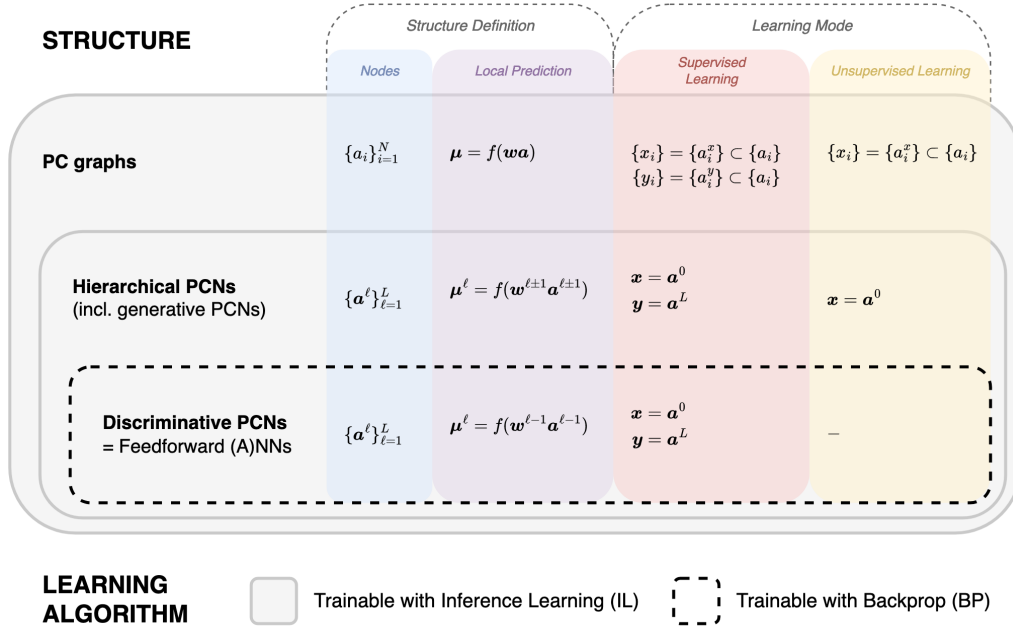 STRUCTURE
Structure Definition
Learning Mode
Nodes
Local Prediction
Supervised
Learning
Unsupervised Learning
PC graphs
{a_i}_{i=1}^N
μ = f(wa)
{x_i} = {a_i^x} ⊂ {a_i}
{y_i} = {a_i^y} ⊂ {a_i}
{x_i} = {a_i^x} ⊂ {a_i}
Hierarchical PCNs
(incl. generative PCNs)
{a^ℓ}_{ℓ=1}^L
μ^ℓ = f(w^{ℓ±1}a^{ℓ±1})
x = a^0
y = a^L
x = a^0
Discriminative PCNs
= Feedforward (A)NNs
{a^ℓ}_{ℓ=1}^L
μ^ℓ = f(w^{ℓ−1}a^{ℓ−1})
x = a^0
y = a^L
–
LEARNING
ALGORITHM
Trainable with Inference Learning (IL)
Trainable with Backprop (BP)